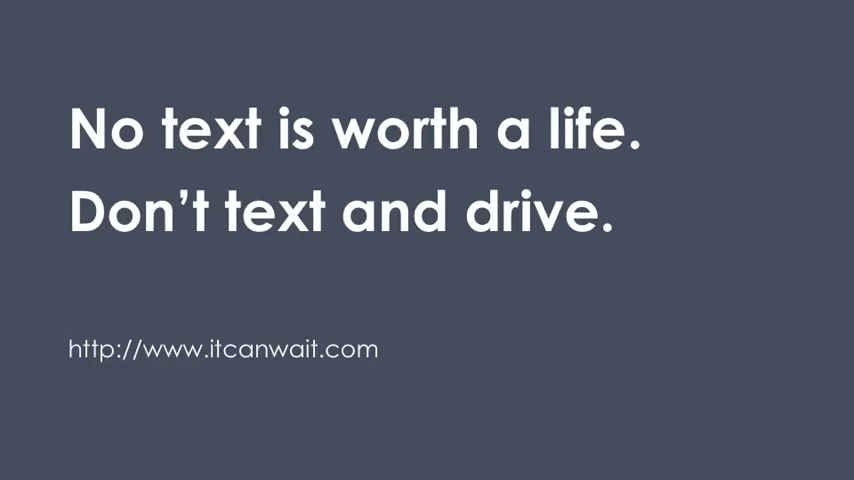 No text is worth a life.
Don’t text and drive.
http://www.itcanwait.com